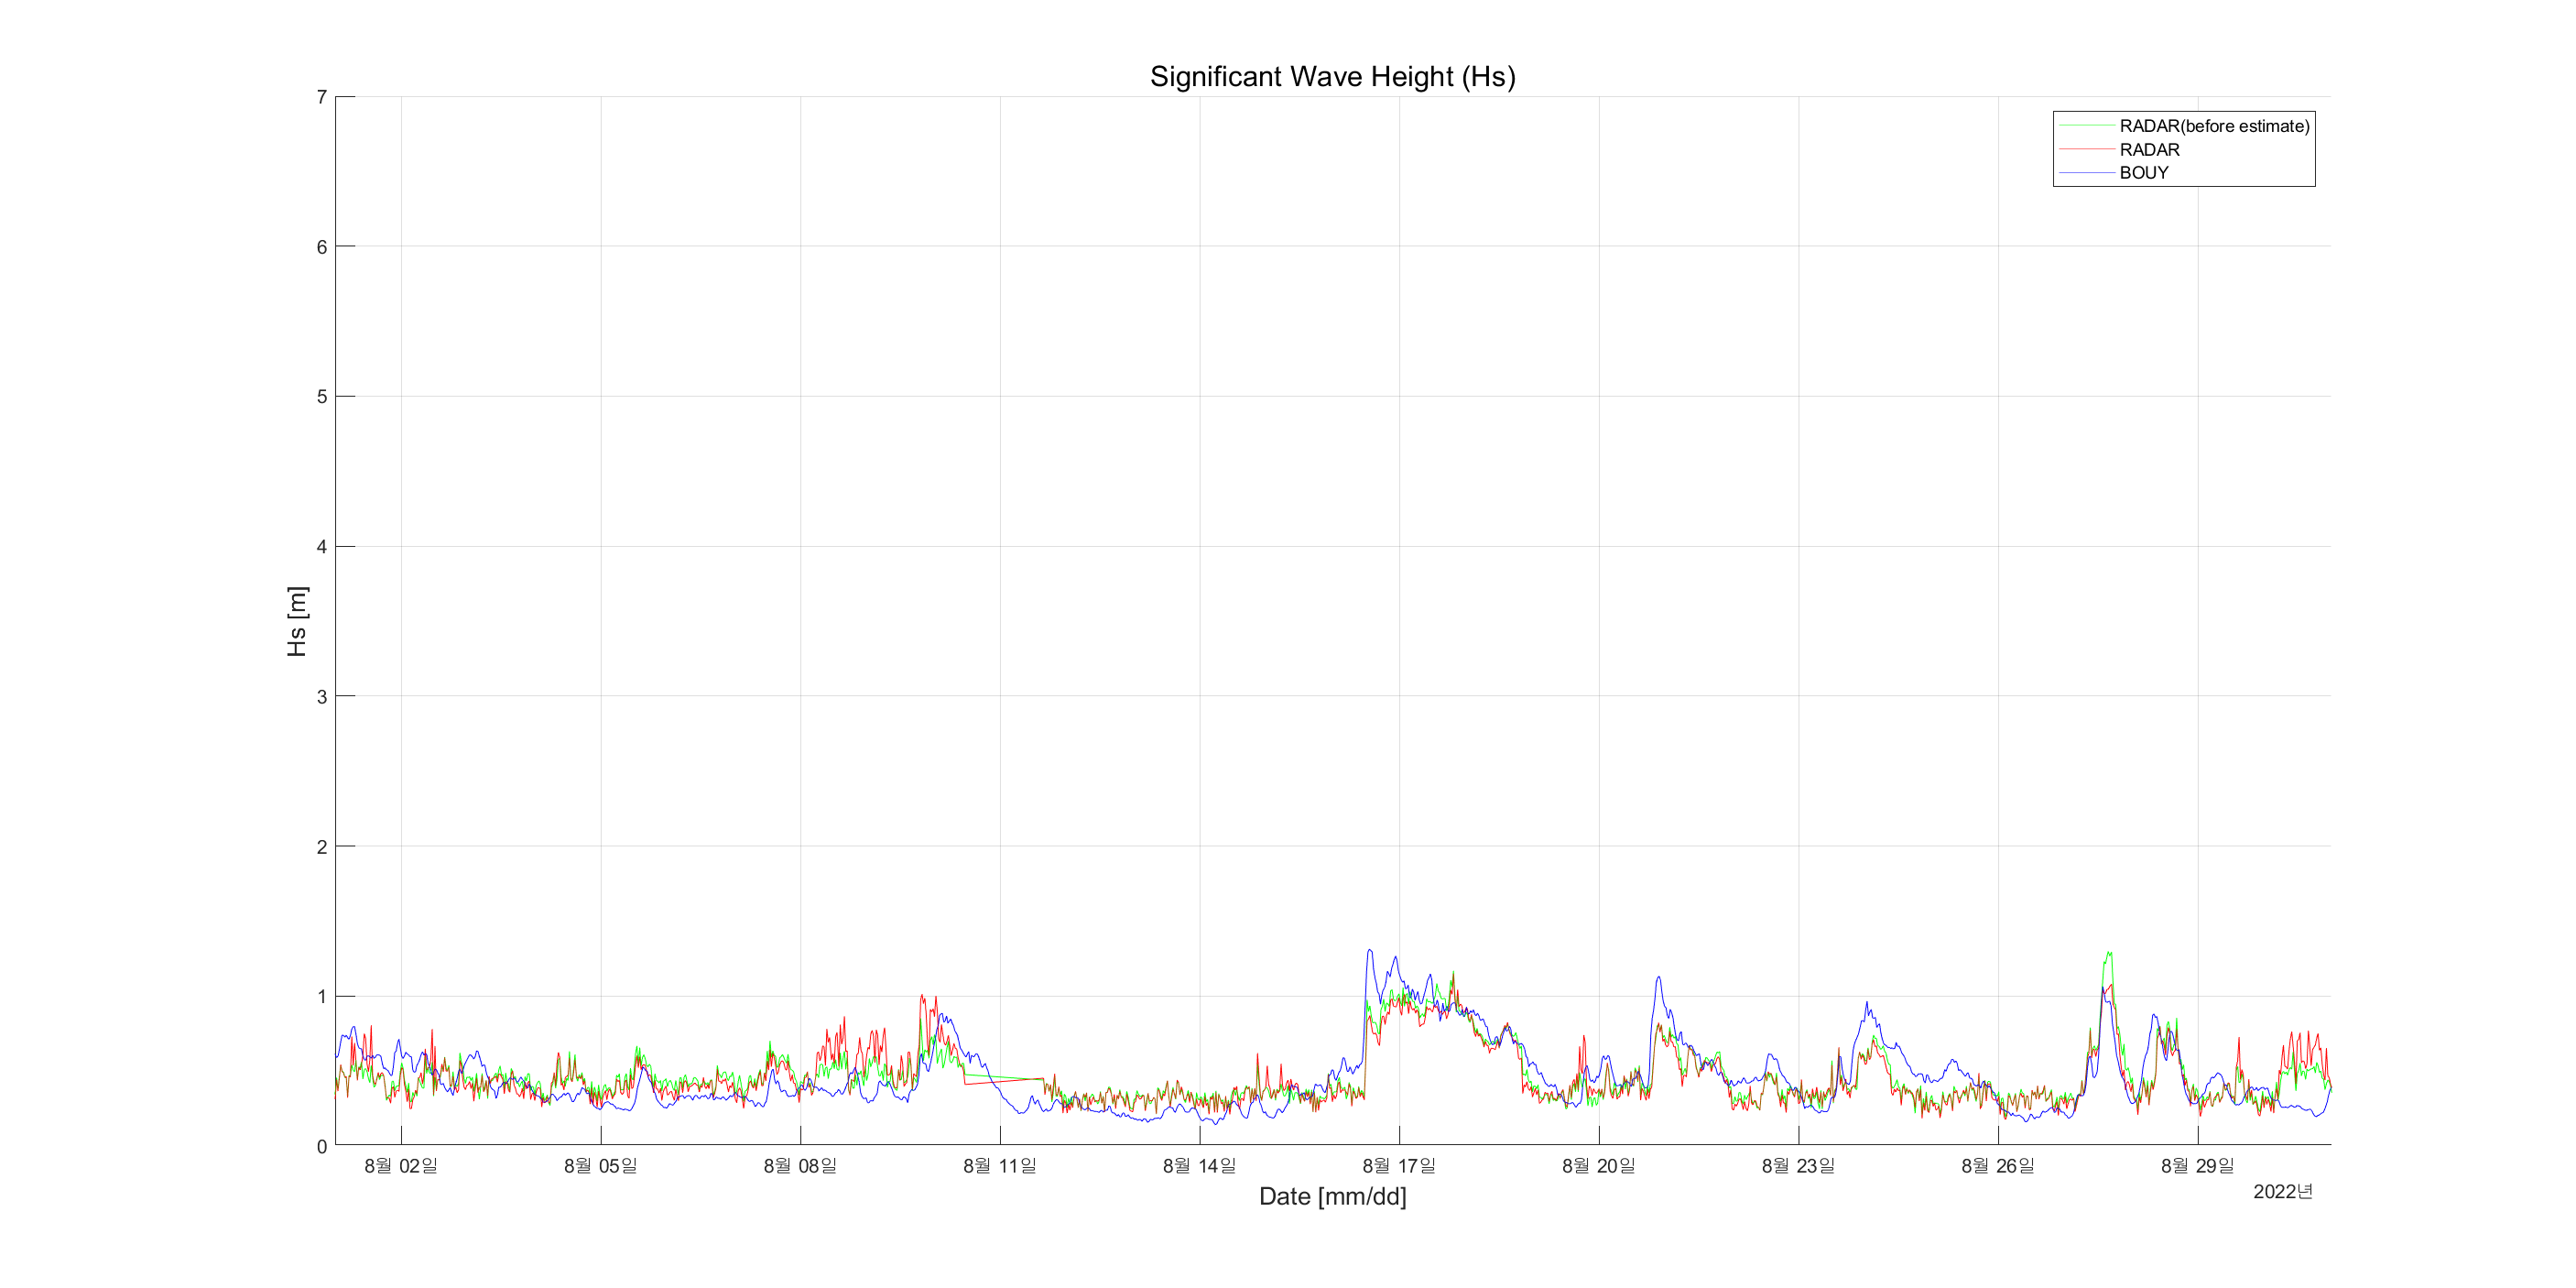 Significant Wave Height (Hs)
RADAR(before estimate)
RADAR
BOUY
7
6
5
4
3
2
1
0
Hs [m]
8월 02일 8월 05일 8월 08일 8월 11일 8월 14일 8월 17일 8월 20일 8월 23일 8월 26일 8월 29일
2022년
Date [mm/dd]